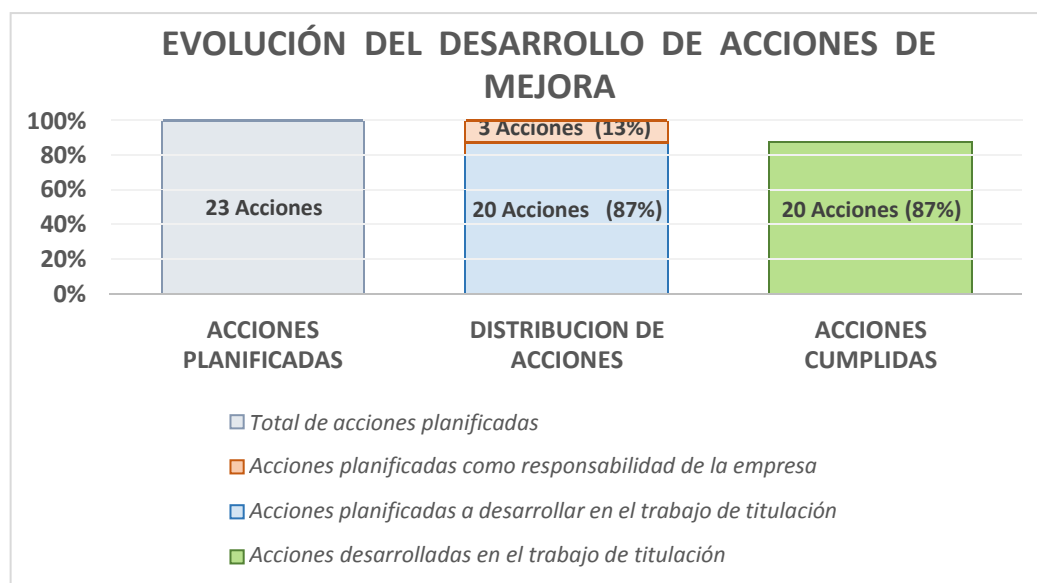 EVOLUCIÓN DEL DESARROLLO DE ACCIONES DE
MEJORA
100%
80%
60%
40%
20%
0%
23 Acciones
3 Acciones (13%)
20 Acciones (87%)
20 Acciones (87%)
ACCIONES
PLANIFICADAS
DISTRIBUCION DE
ACCIONES
ACCIONES
CUMPLIDAS
Total de acciones planificadas
Acciones planificadas como responsabilidad de la empresa
Acciones planificadas a desarrollar en el trabajo de titulación
Acciones desarrolladas en el trabajo de titulación